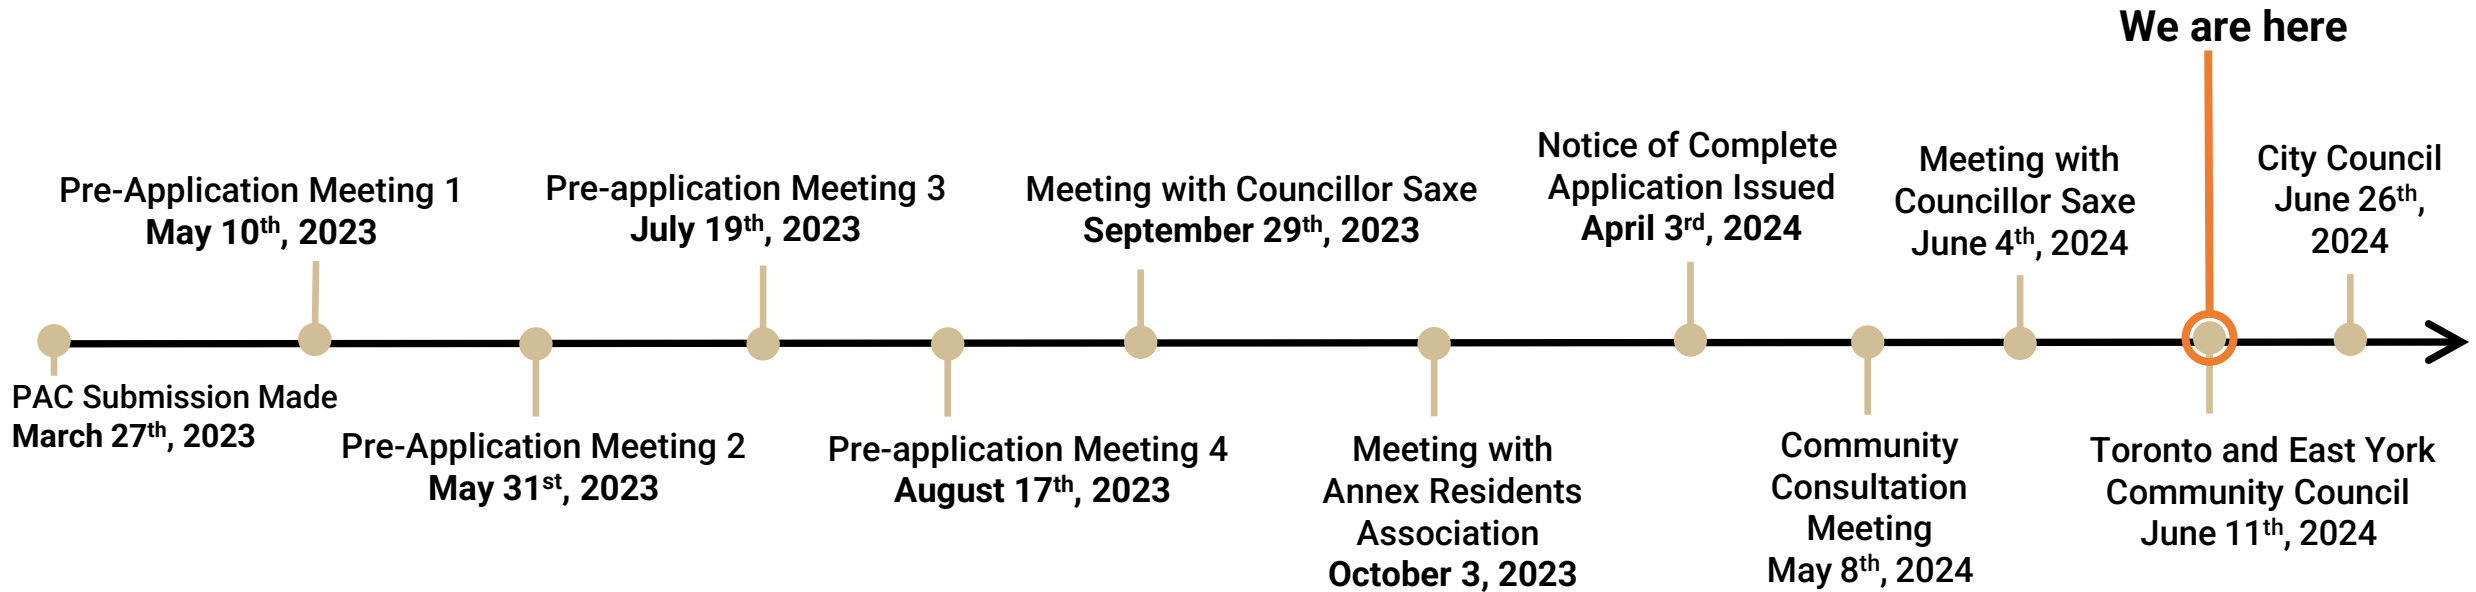 We are here
PAC Submission Made
March 27th, 2023
Pre-Application Meeting 1
May 10th, 2023
Pre-Application Meeting 2
May 31st, 2023
Pre-application Meeting 3
July 19th, 2023
Pre-application Meeting 4
August 17th, 2023
Meeting with Councillor Saxe
September 29th, 2023
Meeting with
Annex Residents
Association
October 3, 2023
Notice of Complete
Application Issued
April 3rd, 2024
Community
Consultation
Meeting
May 8th, 2024
Meeting with
Councillor Saxe
June 4th, 2024
Toronto and East York
Community Council
June 11th, 2024
City Council
June 26th,
2024